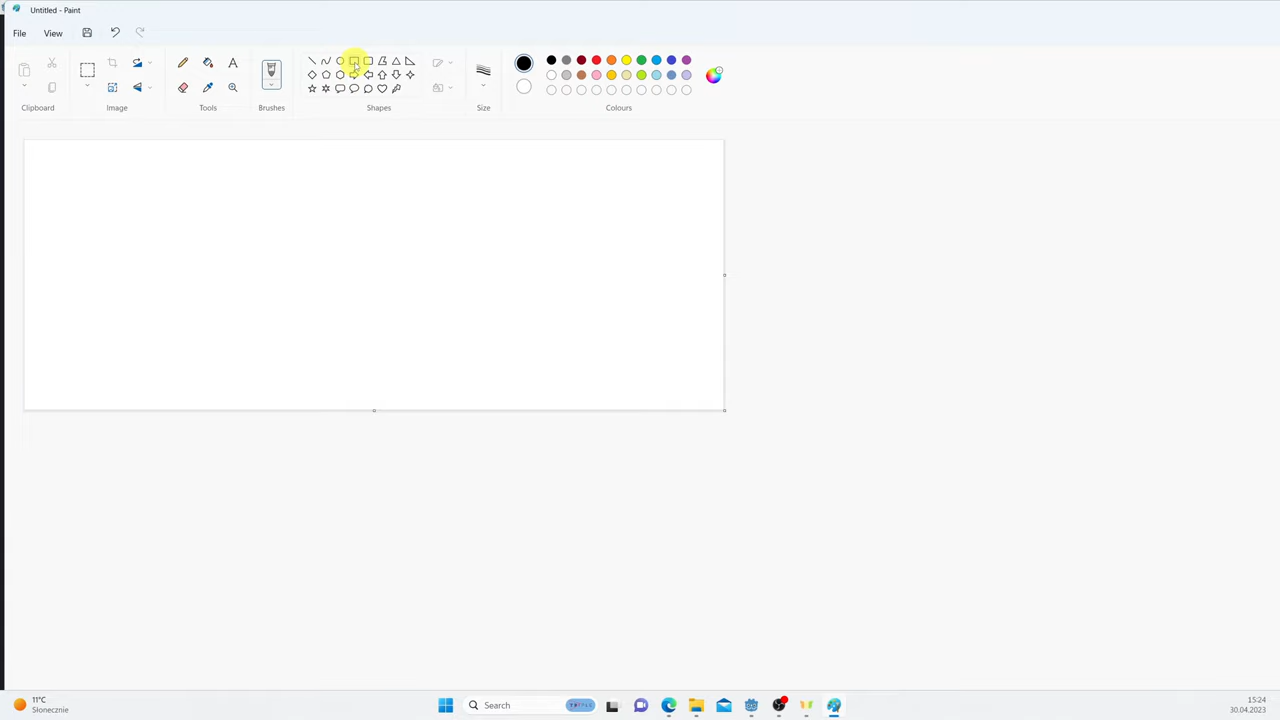 Untitled - Paint
File View
Clipboard Image Tools Brushes Shapes Size Colours
11°C
Słonecznie
Search
15:24
30.04.2023